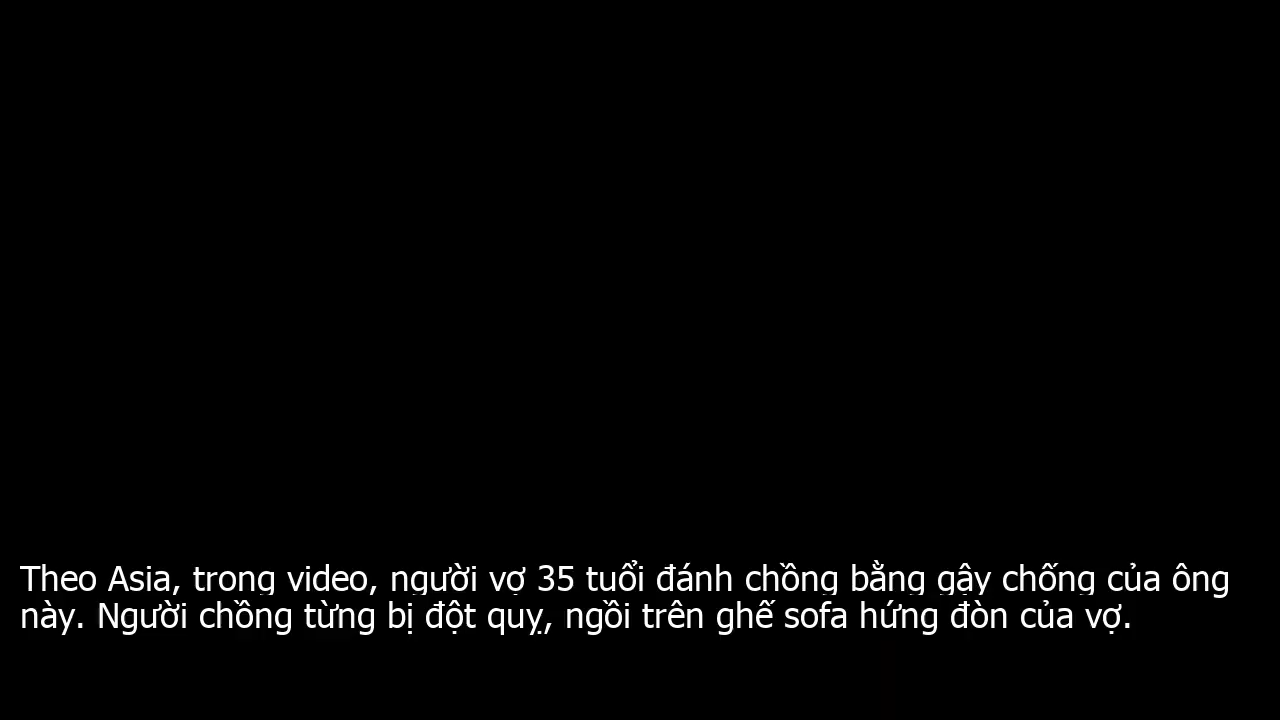 Theo Asia, trong video, người vợ 35 tuổi đánh chồng bằng gậy chống của ông
này. Người chồng từng bị đột quỵ, ngồi trên ghế sofa hứng đòn của vợ.